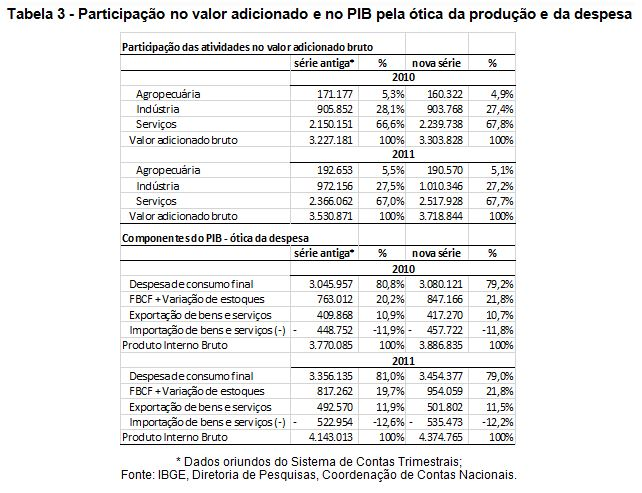 Tabela 3 - Participação no valor adicionado e no PIB pela ótica da produção e da despesa
Participação das atividades no valor adicionado bruto
série antiga* % nova série %
2010
Agropecuária 171.177 5,3% 160.322 4,9%
Indústria 905.852 28,1% 903.768 27,4%
Serviços 2.150.151 66,6% 2.239.738 67,8%
Valor adicionado bruto 3.227.181 100% 3.303.828 100%
2011
Agropecuária 192.653 5,5% 190.570 5,1%
Indústria 972.156 27,5% 1.010.346 27,2%
Serviços 2.366.062 67,0% 2.517.928 67,7%
Valor adicionado bruto 3.530.871 100% 3.718.844 100%
Componentes do PIB - ótica da despesa
série antiga* % nova série %
2010
Despesa de consumo final 3.045.957 80,8% 3.080.121 79,2%
FBCF + Variação de estoques 763.012 20,2% 847.166 21,8%
Exportação de bens e serviços 409.868 10,9% 417.270 10,7%
Importação de bens e serviços (-) - 448.752 -11,9% - 457.722 -11,8%
Produto Interno Bruto 3.770.085 100% 3.886.835 100%
2011
Despesa de consumo final 3.356.135 81,0% 3.454.377 79,0%
FBCF + Variação de estoques 817.262 19,7% 954.059 21,8%
Exportação de bens e serviços 492.570 11,9% 501.802 11,5%
Importação de bens e serviços (-) - 522.954 -12,6% - 535.473 -12,2%
Produto Interno Bruto 4.143.013 100% 4.374.765 100%
* Dados oriundos do Sistema de Contas Trimestrais;
Fonte: IBGE, Diretoria de Pesquisas, Coordenação de Contas Nacionais.